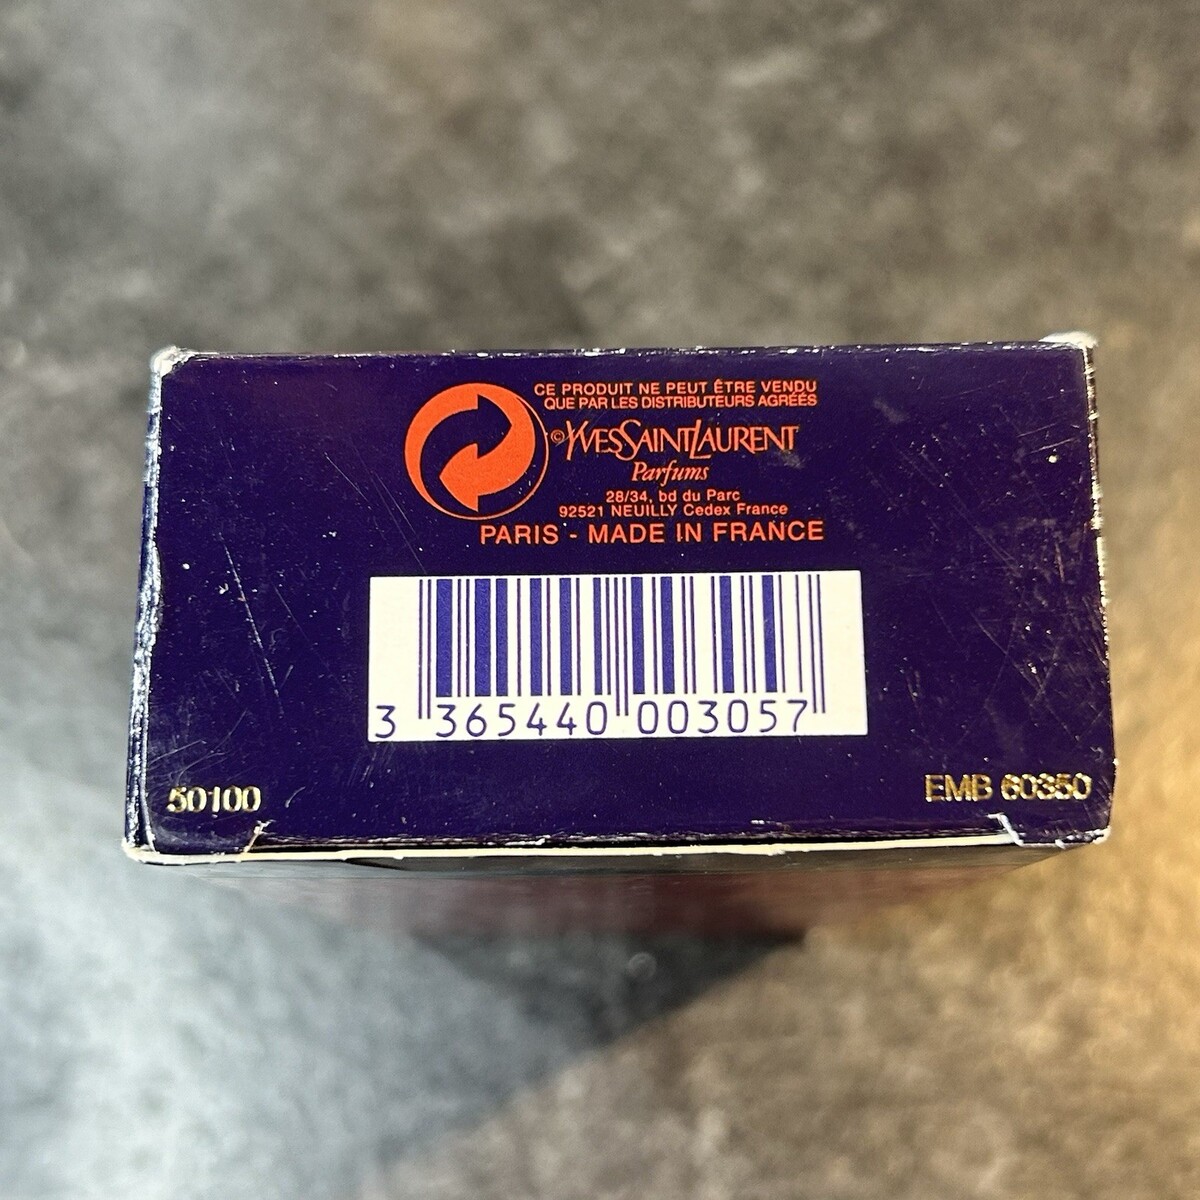 CE PRODUIT NE PEUT ÊTRE VENDU
QUE PAR LES DISTRIBUTEURS AGRÉÉS
©YVESSAINTLAURENT
Parfums
28/34, bd du Parc
92521 NEUILLY Cedex France
PARIS - MADE IN FRANCE
3 365440 003057
50100
EMB 60350